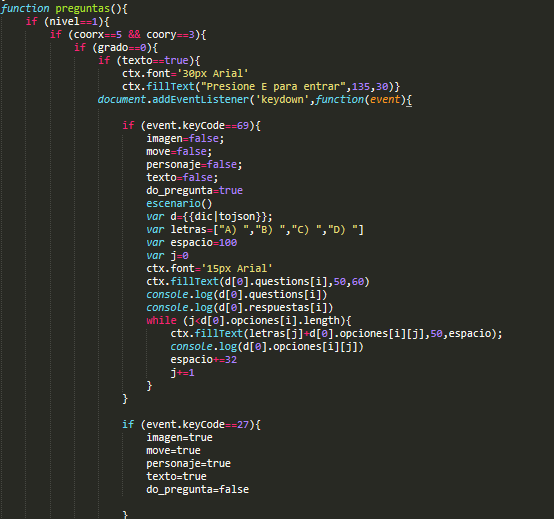 function preguntas(){
if (nivel==1){
if (coorx==5 && coory==3){
if (grado==0){
if (texto==true){
ctx.font='30px Arial'
ctx.fillText("Presione E para entrar",135,30)}
document.addEventListener('keydown',function(event){
if (event.keyCode==69){
imagen=false;
move=false;
personaje=false;
texto=false;
do_pregunta=true
escenario()
var d={{dic|tojson}};
var letras=["A) ","B) ","C) ","D) "]
var espacio=100
var j=0
ctx.font='15px Arial'
ctx.fillText(d[0].questions[i],50,60)
console.log(d[0].questions[i])
console.log(d[0].respuestas[i])
while (j<d[0].opciones[i].length){
ctx.fillText(letras[j]+d[0].opciones[i][j],50,espacio);
console.log(d[0].opciones[i][j])
espacio+=32
j+=1
}
}
if (event.keyCode==27){
imagen=true
move=true
personaje=true
texto=true
do_pregunta=false
}